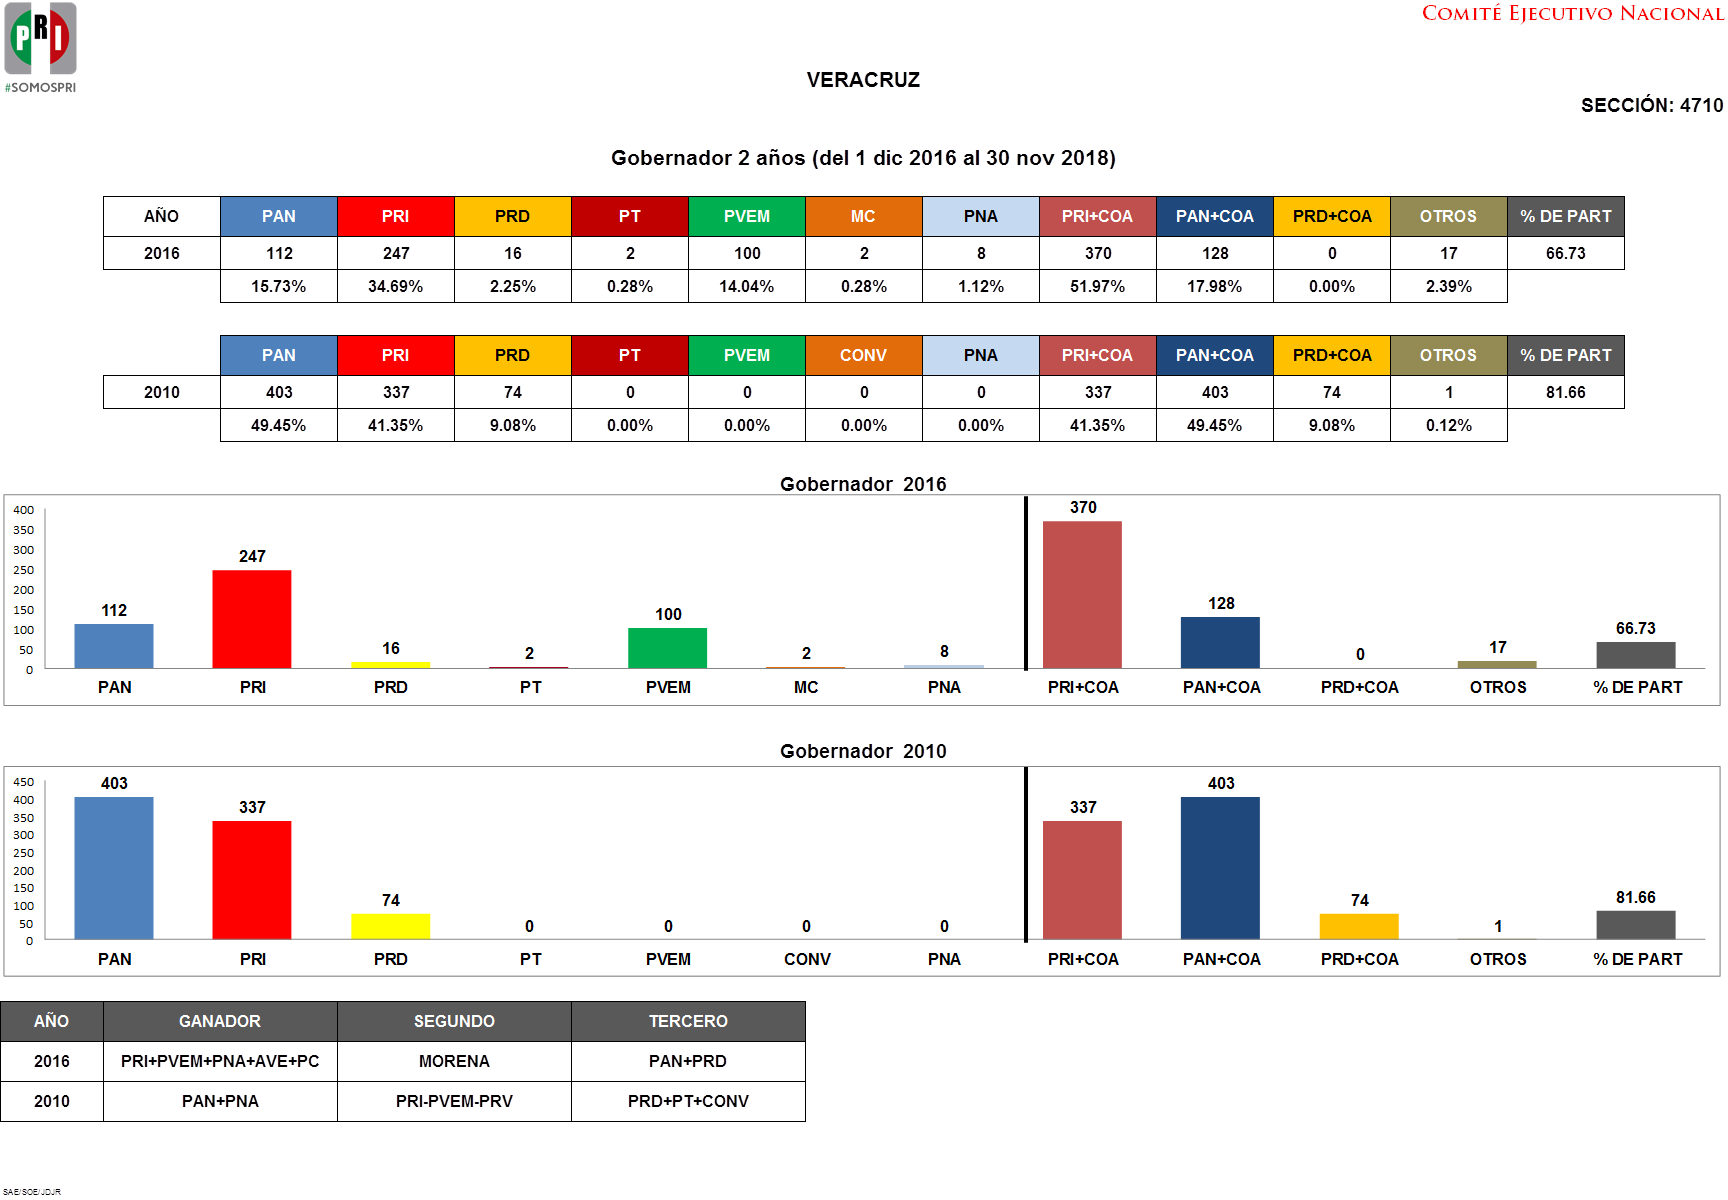 COMITÉ EJECUTIVO NACIONAL
PRI
#SOMOSPRI
VERACRUZ
SECCIÓN: 4710
Gobernador 2 años (del 1 dic 2016 al 30 nov 2018)
AÑO PAN PRI PRD PT PVEM MC PNA PRI+COA PAN+COA PRD+COA OTROS % DE PART
2016 112 247 16 2 100 2 8 370 128 0 17 66.73
15.73% 34.69% 2.25% 0.28% 14.04% 0.28% 1.12% 51.97% 17.98% 0.00% 2.39%
PAN PRI PRD PT PVEM CONV PNA PRI+COA PAN+COA PRD+COA OTROS % DE PART
2010 403 337 74 0 0 0 0 337 403 74 1 81.66
49.45% 41.35% 9.08% 0.00% 0.00% 0.00% 0.00% 41.35% 49.45% 9.08% 0.12%
Gobernador 2016
400
350
300
250
200
150
100
50
0
112 247 16 2 100 2 8 370 128 0 17 66.73
PAN PRI PRD PT PVEM MC PNA PRI+COA PAN+COA PRD+COA OTROS % DE PART
Gobernador 2010
450
400
350
300
250
200
150
100
50
0
403 337 74 0 0 0 0 337 403 74 1 81.66
PAN PRI PRD PT PVEM CONV PNA PRI+COA PAN+COA PRD+COA OTROS % DE PART
AÑO GANADOR SEGUNDO TERCERO
2016 PRI+PVEM+PNA+AVE+PC MORENA PAN+PRD
2010 PAN+PNA PRI-PVEM-PRV PRD+PT+CONV
SAE/SOE/JDJR